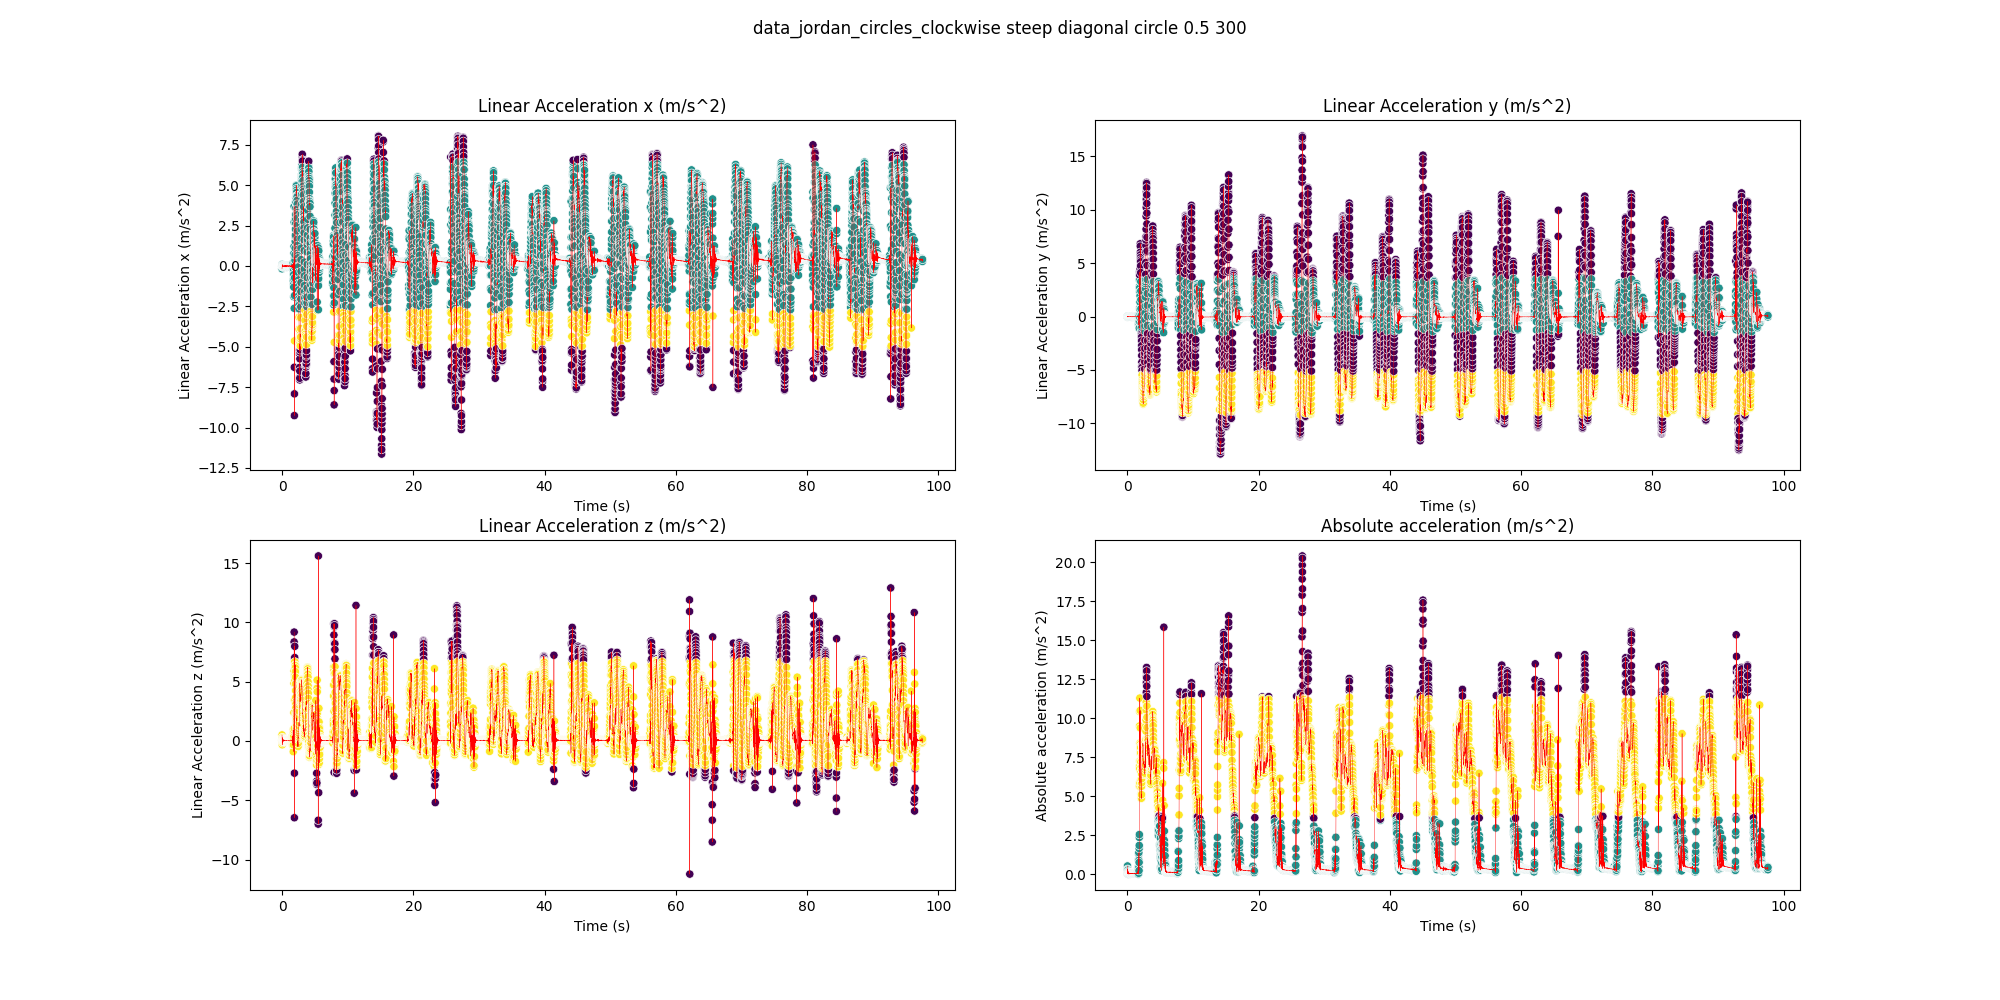 data_jordan_circles_clockwise steep diagonal circle 0.5 300
Linear Acceleration x (m/s^2)
Linear Acceleration x (m/s^2)
7.5
5.0
2.5
0.0
−2.5
−5.0
−7.5
−10.0
−12.5
0 20 40 60 80 100
Time (s)
Linear Acceleration y (m/s^2)
Linear Acceleration y (m/s^2)
15
10
5
0
−5
−10
0 20 40 60 80 100
Time (s)
Linear Acceleration z (m/s^2)
Linear Acceleration z (m/s^2)
15
10
5
0
−5
−10
0 20 40 60 80 100
Time (s)
Absolute acceleration (m/s^2)
Absolute acceleration (m/s^2)
20.0
17.5
15.0
12.5
10.0
7.5
5.0
2.5
0.0
0 20 40 60 80 100
Time (s)